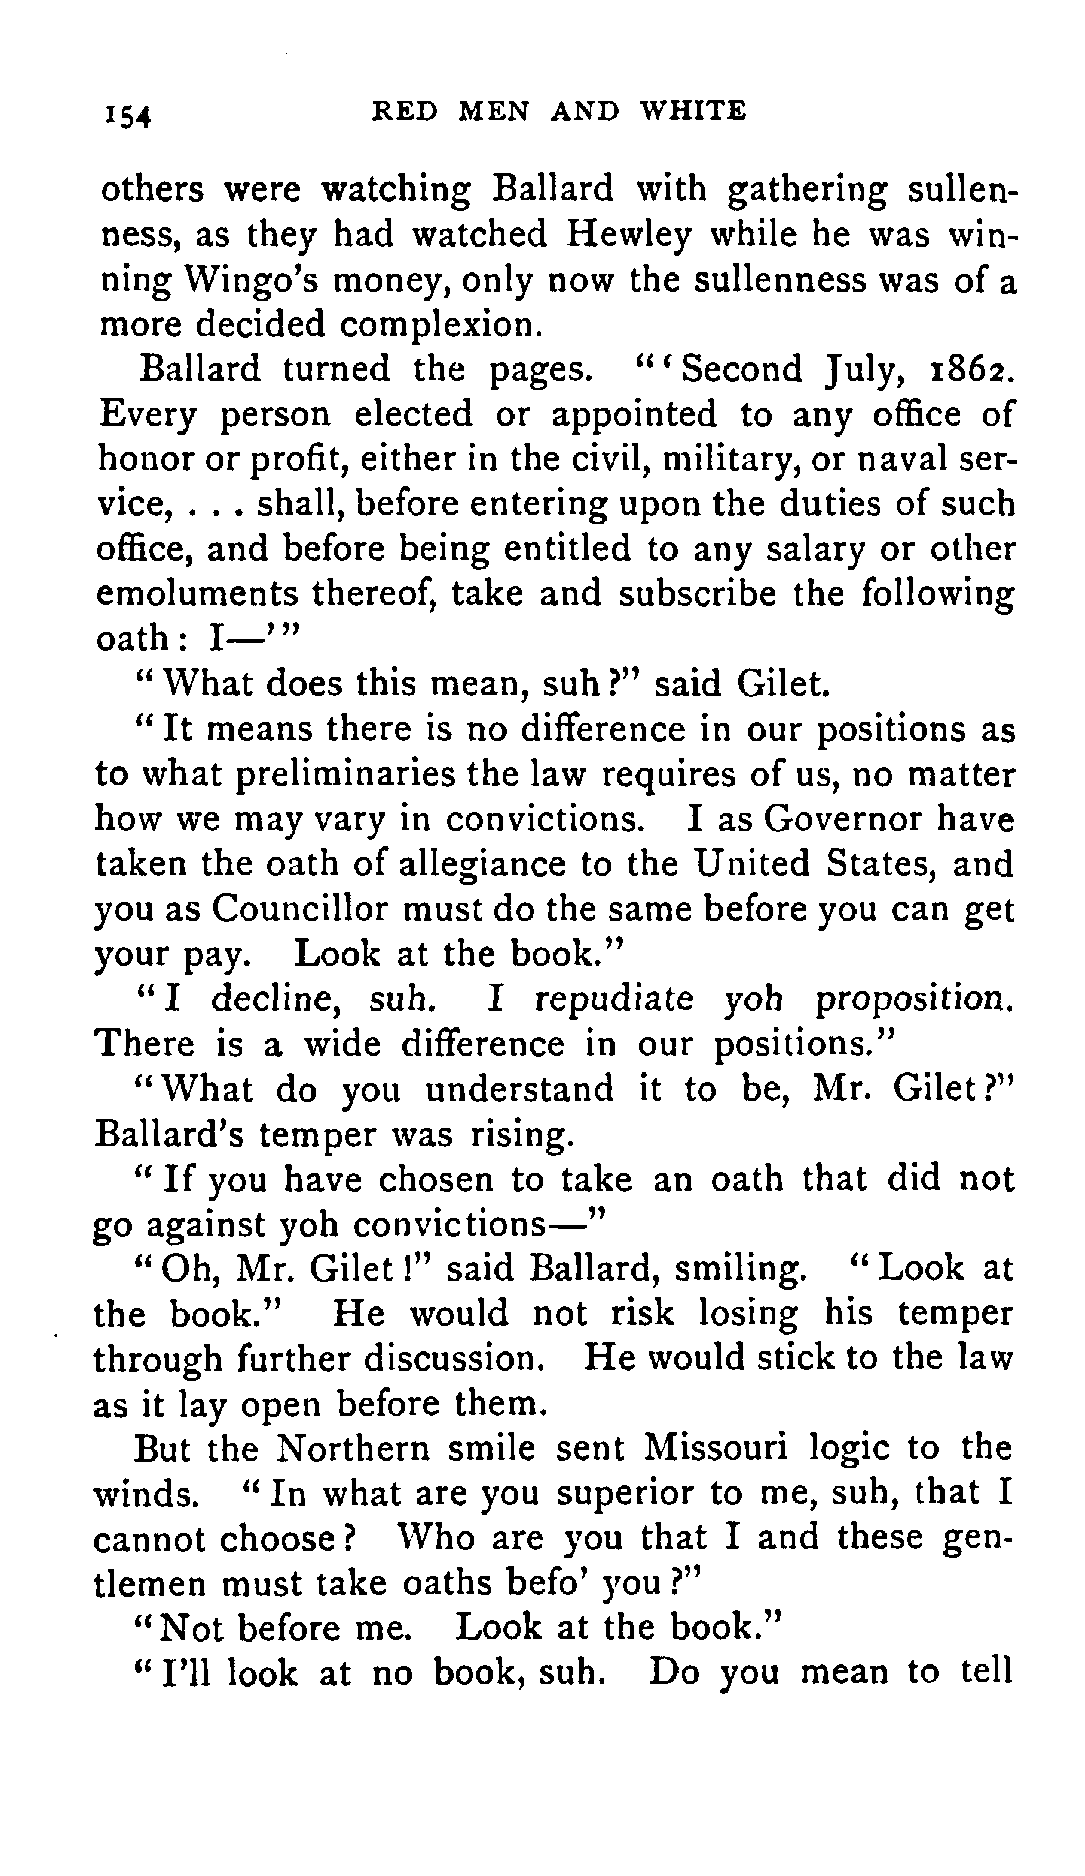 154 RED MEN AND WHITE
others were watching Ballard with gathering sullen-
ness, as they had watched Hewley while he was win-
ning Wingo's money, only now the sullenness was of a
more decided complexion.
Ballard turned the pages. "'Second July, 1862.
Every person elected or appointed to any office of
honor or profit, either in the civil, military, or naval ser-
vice, . . . shall, before entering upon the duties of such
office, and before being entitled to any salary or other
emoluments thereof, take and subscribe the following
oath: I—'"
"What does this mean, suh?" said Gilet.
"It means there is no difference in our positions as
to what preliminaries the law requires of us, no matter
how we may vary in convictions. I as Governor have
taken the oath of allegiance to the United States, and
you as Councillor must do the same before you can get
your pay. Look at the book."
"I decline, suh. I repudiate yoh proposition.
There is a wide difference in our positions."
"What do you understand it to be, Mr. Gilet?"
Ballard's temper was rising.
"If you have chosen to take an oath that did not
go against yoh convictions—"
"Oh, Mr. Gilet!" said Ballard, smiling. "Look at
the book." He would not risk losing his temper
through further discussion. He would stick to the law
as it lay open before them.
But the Northern smile sent Missouri logic to the
winds. "In what are you superior to me, suh, that I
cannot choose? Who are you that I and these gen-
tlemen must take oaths befo' you?"
"Not before me. Look at the book."
"I'll look at no book, suh. Do you mean to tell